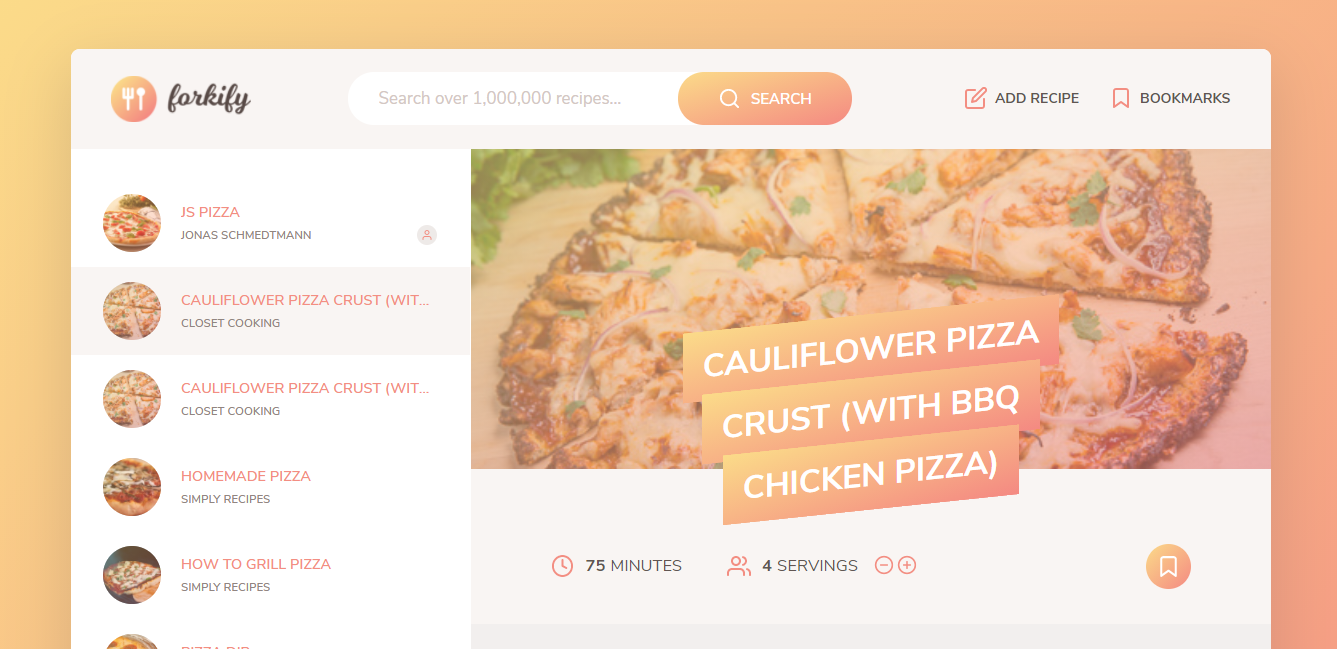 forkify
Search over 1,000,000 recipes...
SEARCH
ADD RECIPE
BOOKMARKS
JS PIZZA
JONAS SCHMEDTMANN
CAULIFLOWER PIZZA CRUST (WIT...
CLOSET COOKING
CAULIFLOWER PIZZA CRUST (WIT...
CLOSET COOKING
HOMEMADE PIZZA
SIMPLY RECIPES
HOW TO GRILL PIZZA
SIMPLY RECIPES
PIZZA DIP
CAULIFLOWER PIZZA
CRUST (WITH BBQ
CHICKEN PIZZA)
75 MINUTES
4 SERVINGS